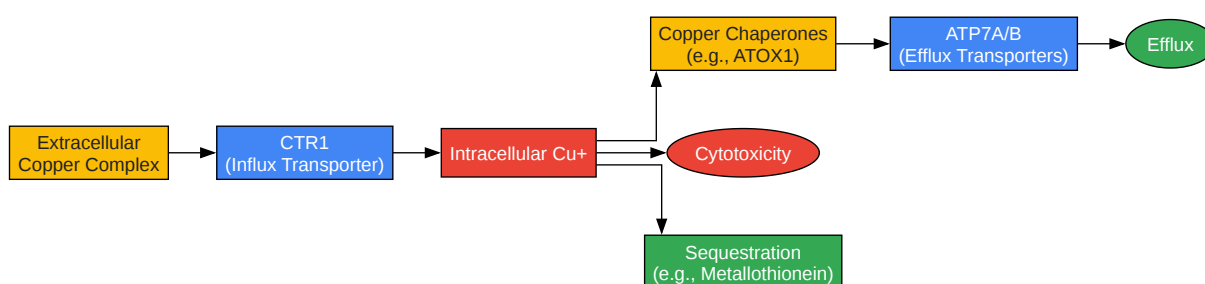 Copper Chaperones
(e.g., ATOX1)
ATP7A/B
(Efflux Transporters)
Efflux
Extracellular
Copper Complex
CTR1
(Influx Transporter)
Intracellular Cu+
Cytotoxicity
Sequestration
(e.g., Metallothionein)